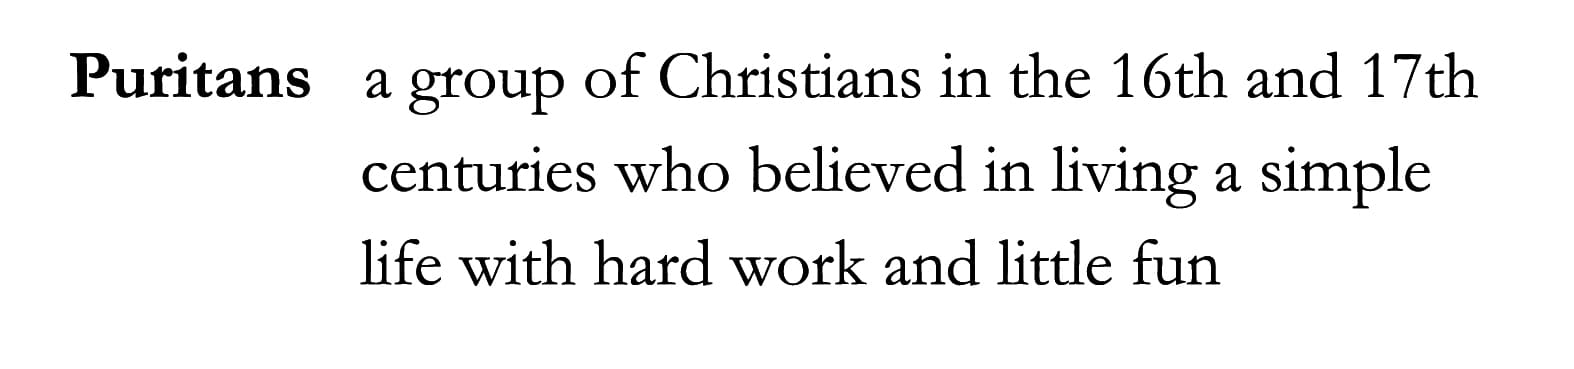 Puritans a group of Christians in the 16th and 17th
centuries who believed in living a simple
life with hard work and little fun